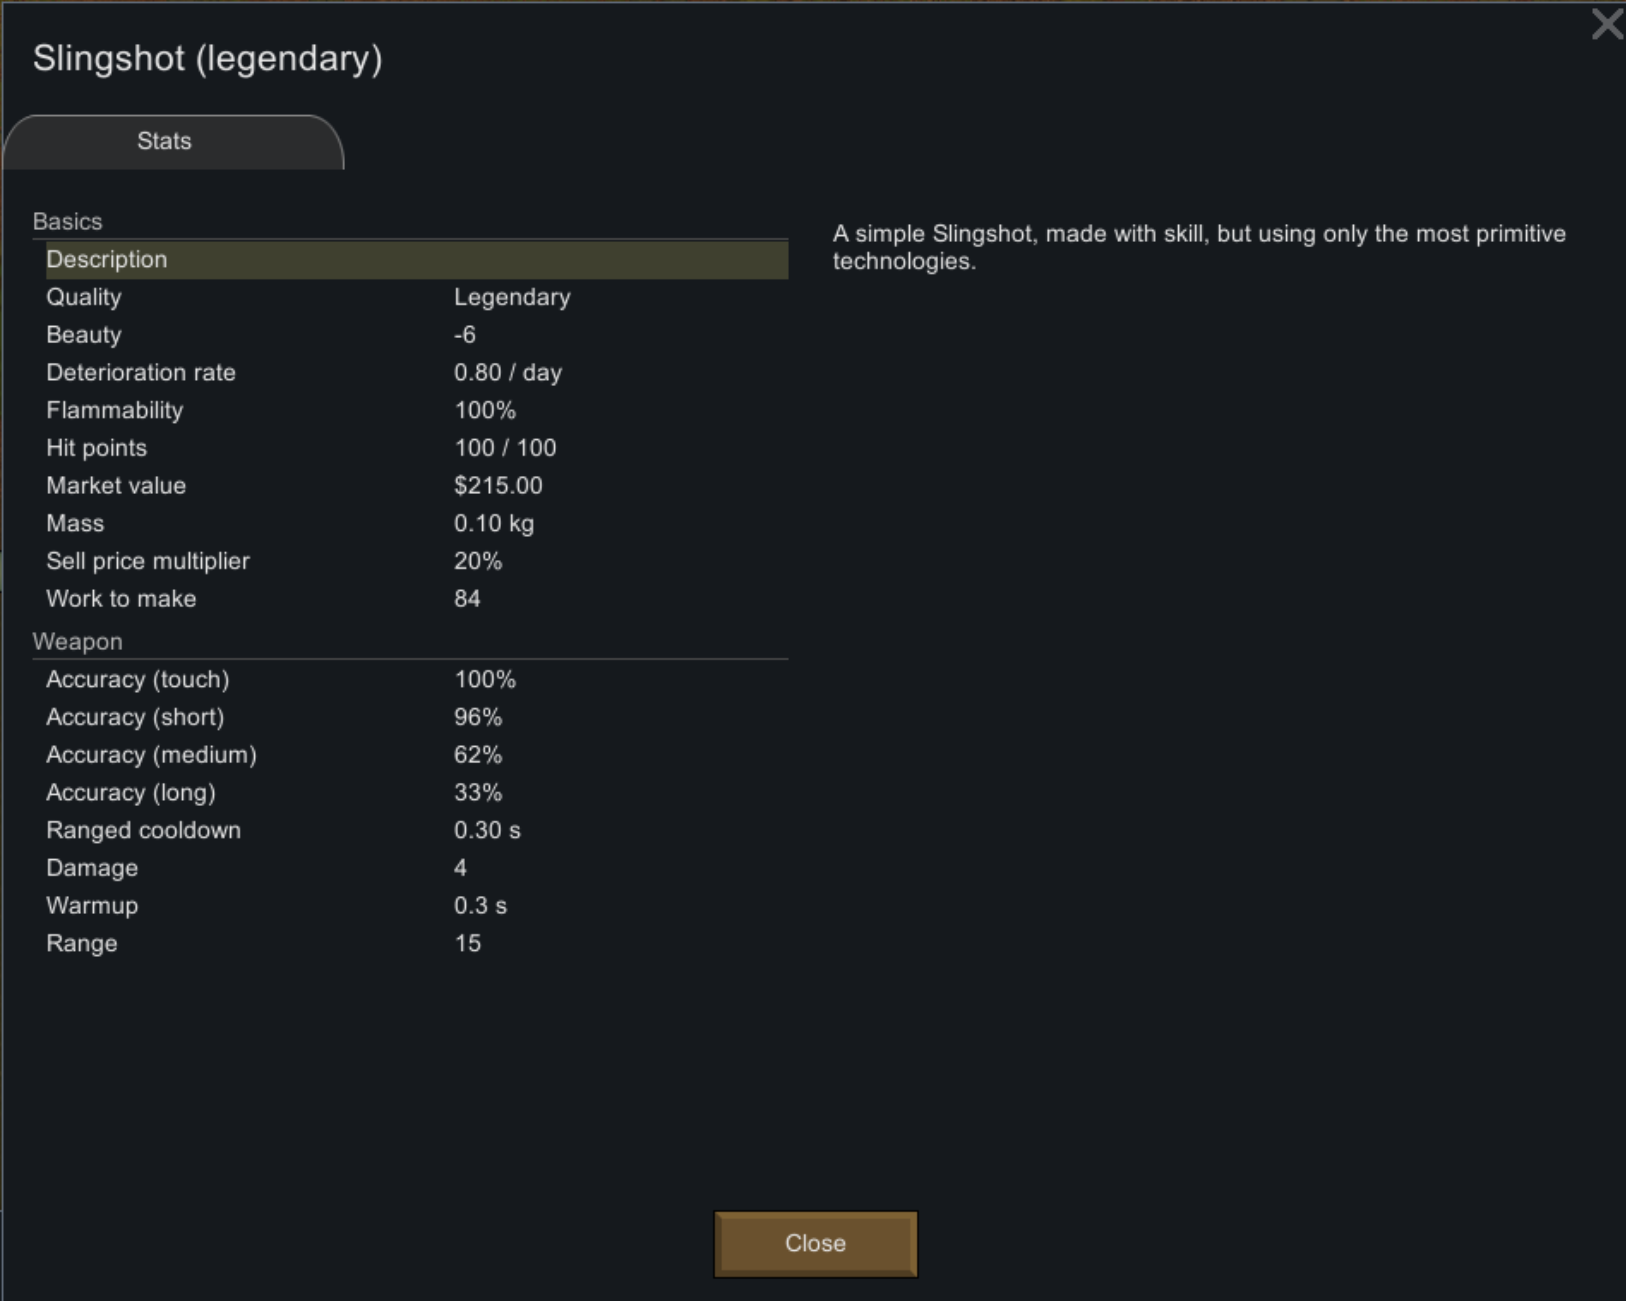 Slingshot (legendary)
Stats
Basics
Description
Quality Legendary
Beauty -6
Deterioration rate 0.80 / day
Flammability 100%
Hit points 100 / 100
Market value $215.00
Mass 0.10 kg
Sell price multiplier 20%
Work to make 84
Weapon
Accuracy (touch) 100%
Accuracy (short) 96%
Accuracy (medium) 62%
Accuracy (long) 33%
Ranged cooldown 0.30 s
Damage 4
Warmup 0.3 s
Range 15
A simple Slingshot, made with skill, but using only the most primitive
technologies.
Close